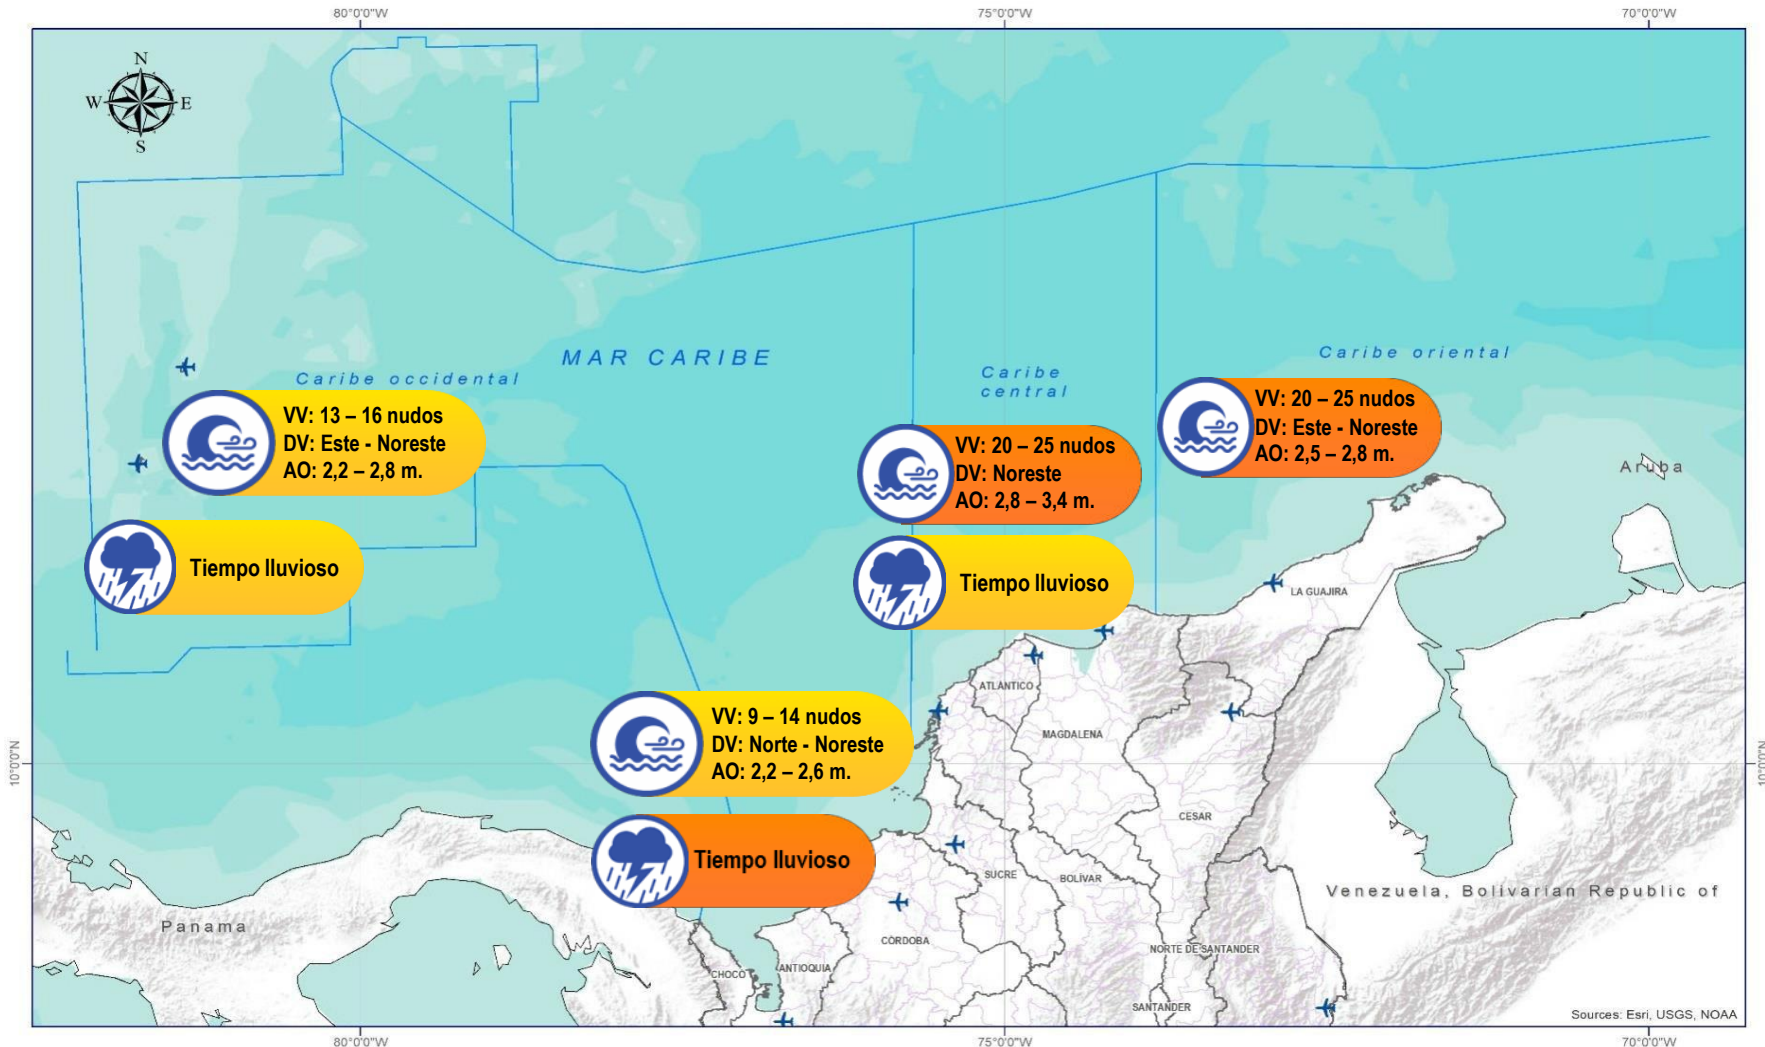 80°0'0"W
75°0'0"W
70°0'0"W
N
W
E
S
MAR CARIBE
Caribe occidental
Caribe
central
Caribe oriental
VV: 13 – 16 nudos
DV: Este - Noreste
AO: 2,2 – 2,8 m.
VV: 20 – 25 nudos
DV: Noreste
AO: 2,8 – 3,4 m.
VV: 20 – 25 nudos
DV: Este - Noreste
AO: 2,5 – 2,8 m.
Aruba
Tiempo lluvioso
Tiempo lluvioso
LA GUAJIRA
ATLANTICO
MAGDALENA
VV: 9 – 14 nudos
DV: Norte - Noreste
AO: 2,2 – 2,6 m.
10°0'0"N
10°0'0"N
CESAR
Tiempo lluvioso
SUCRE
BOLÍVAR
Venezuela, Bolivarian Republic of
Panama
CÓRDOBA
NORTE DE SANTANDER
CHOCO
ANTIOQUIA
SANTANDER
Sources: Esri, USGS, NOAA
80°0'0"W
75°0'0"W
70°0'0"W